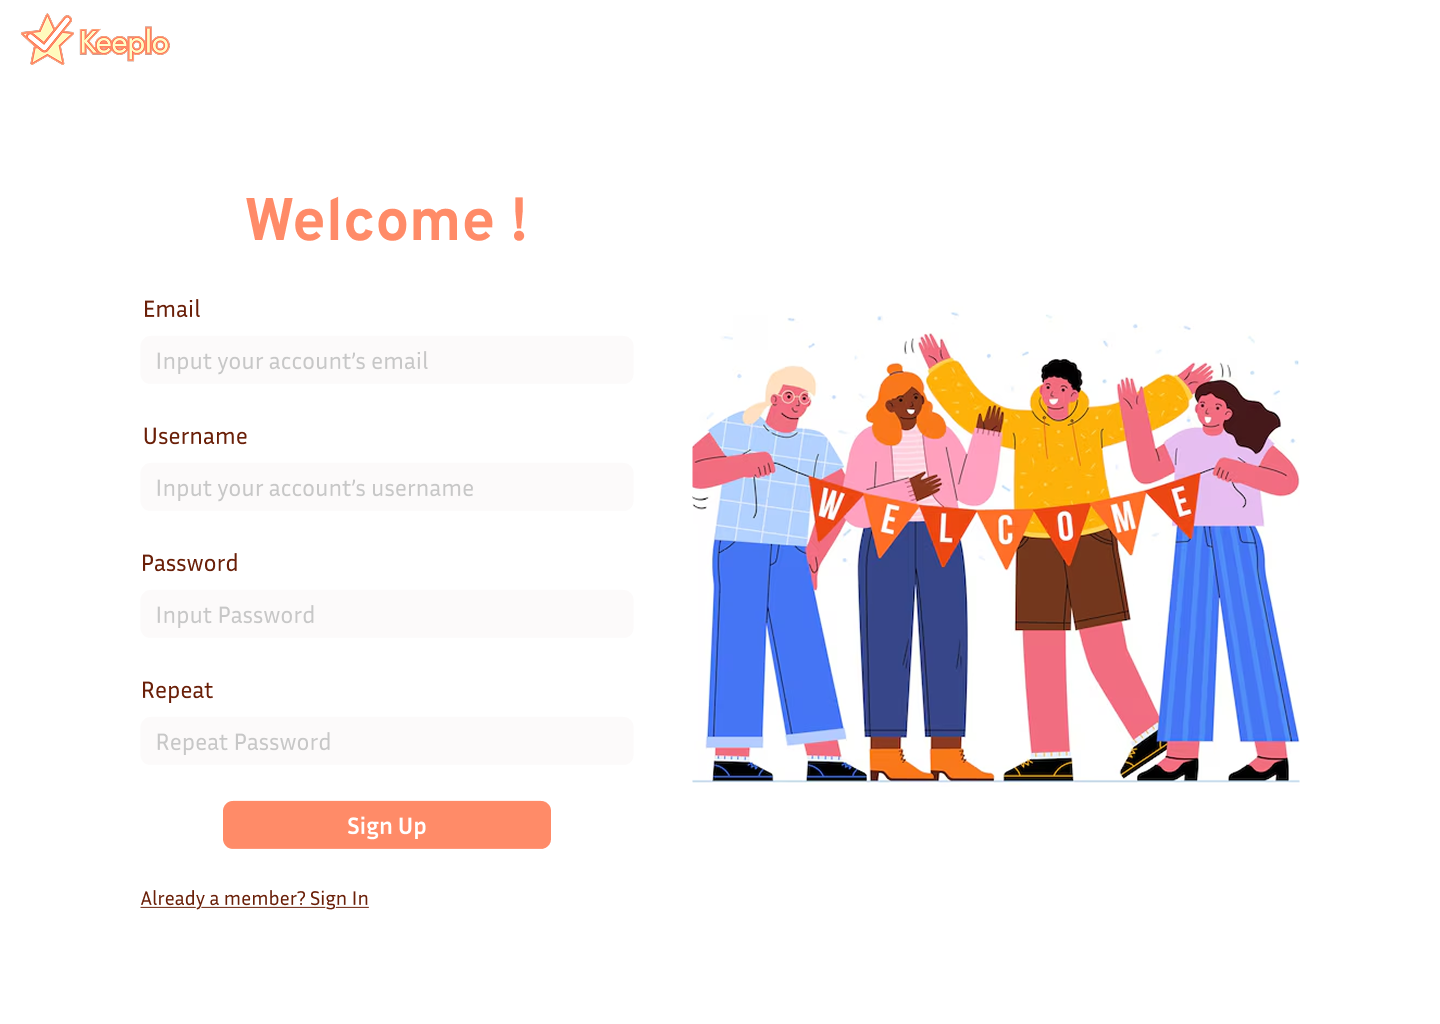 Keeplo
Welcome !
Email
Input your account’s email
Username
Input your account’s username
Password
Input Password
Repeat
Repeat Password
Sign Up
Already a member? Sign In
WELCOME